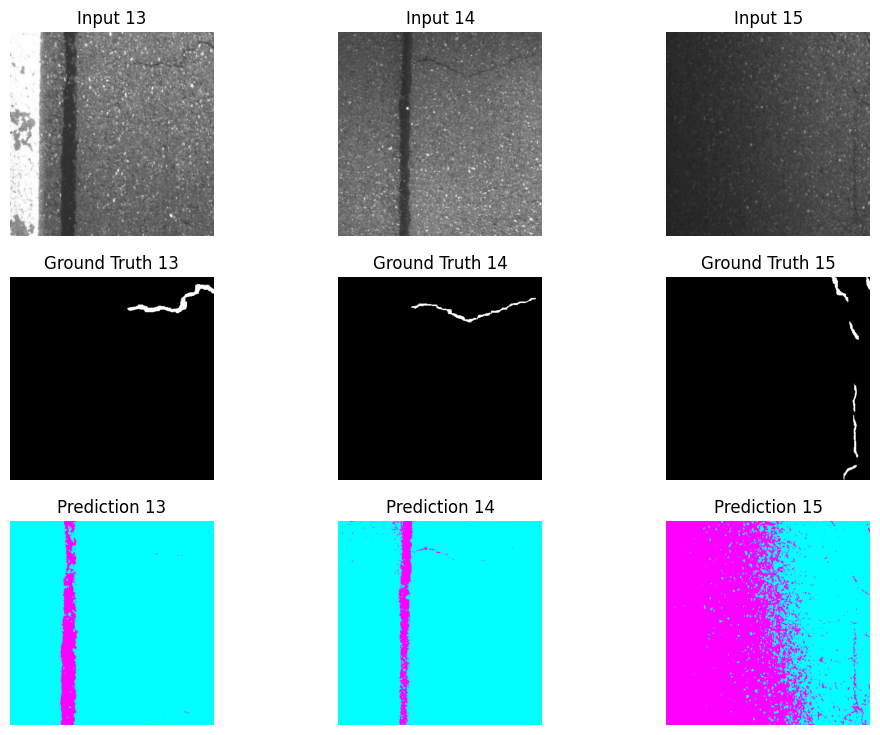 Input 13
Input 14
Input 15
Ground Truth 13
Ground Truth 14
Ground Truth 15
Prediction 13
Prediction 14
Prediction 15